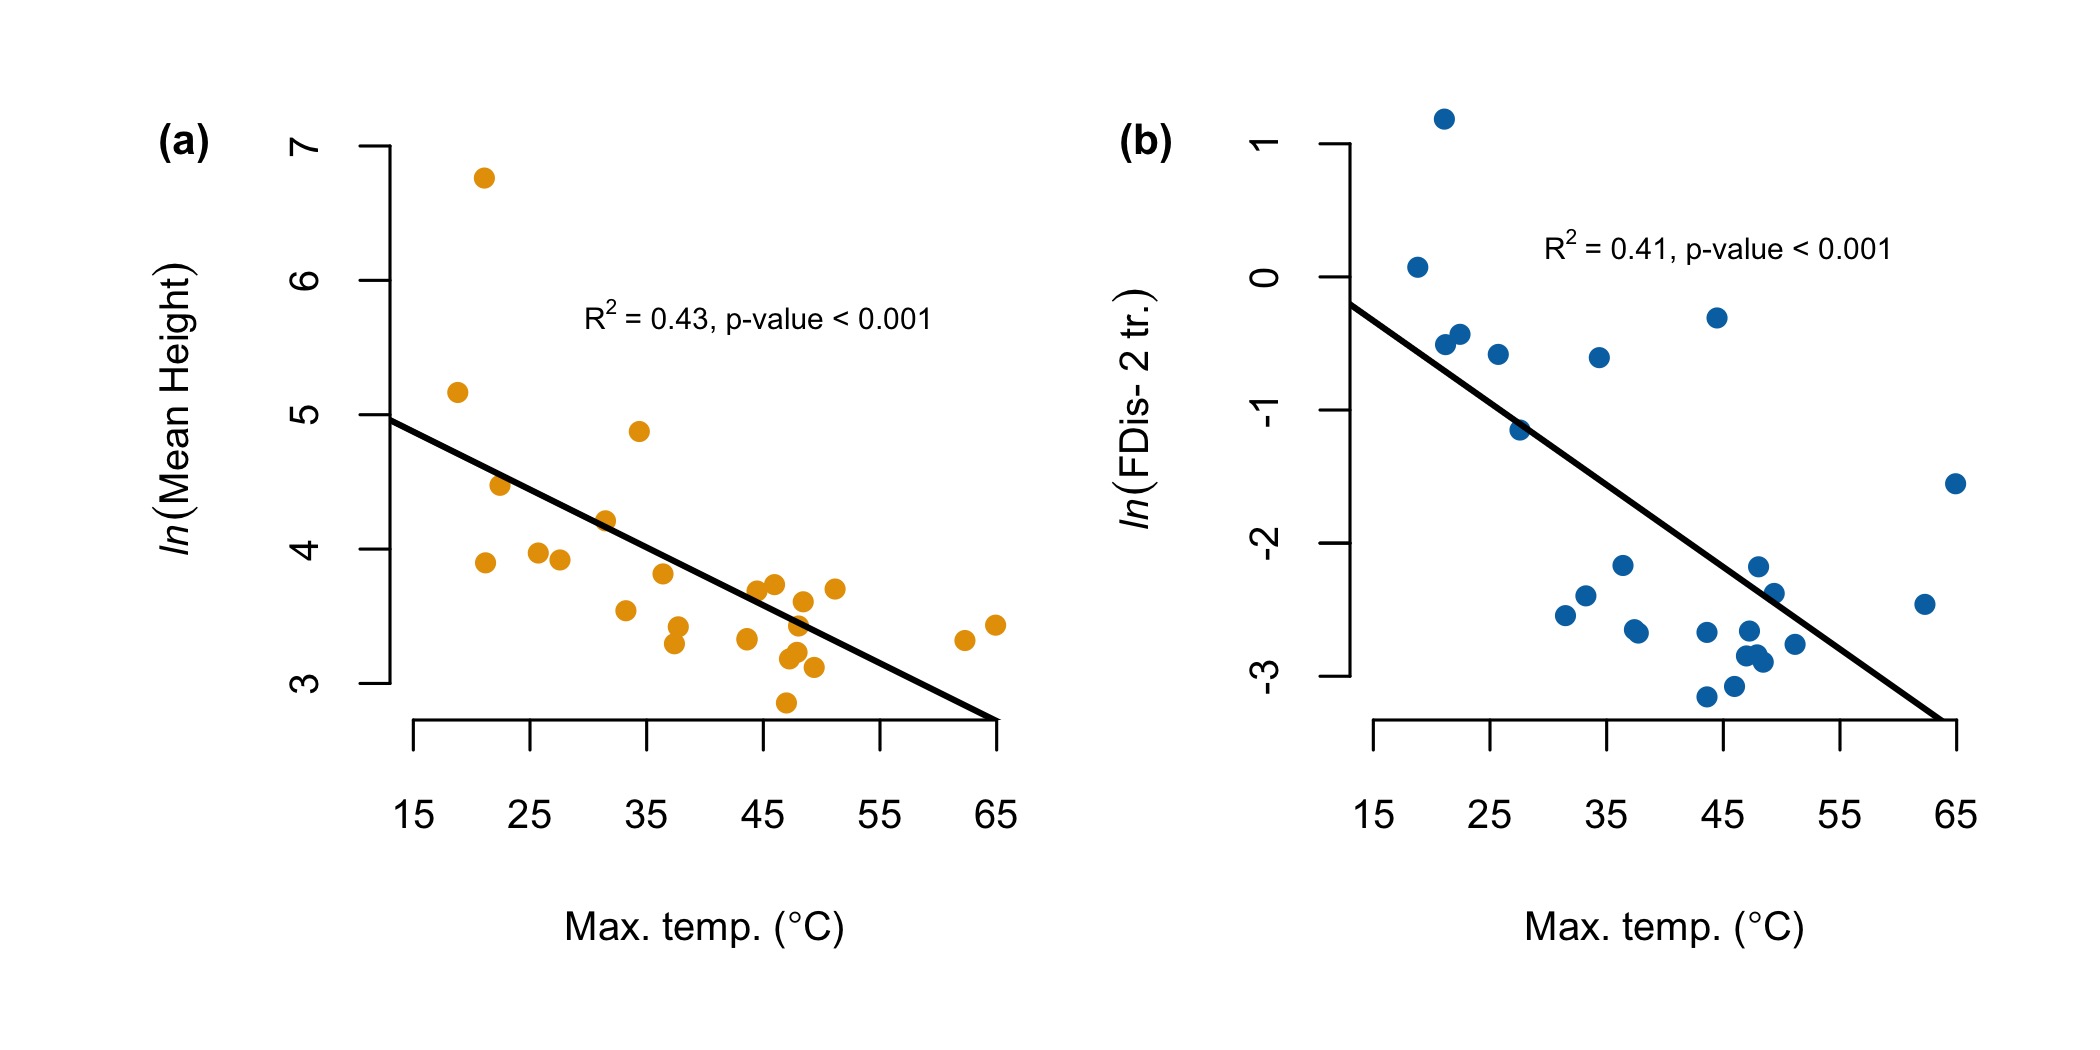 (a)
7
6
5
4
3
ln(Mean Height)
R² = 0.43, p-value < 0.001
15 25 35 45 55 65
Max. temp. (°C)
(b)
1
0
-1
-2
-3
ln(FDis- 2 tr.)
R² = 0.41, p-value < 0.001
15 25 35 45 55 65
Max. temp. (°C)